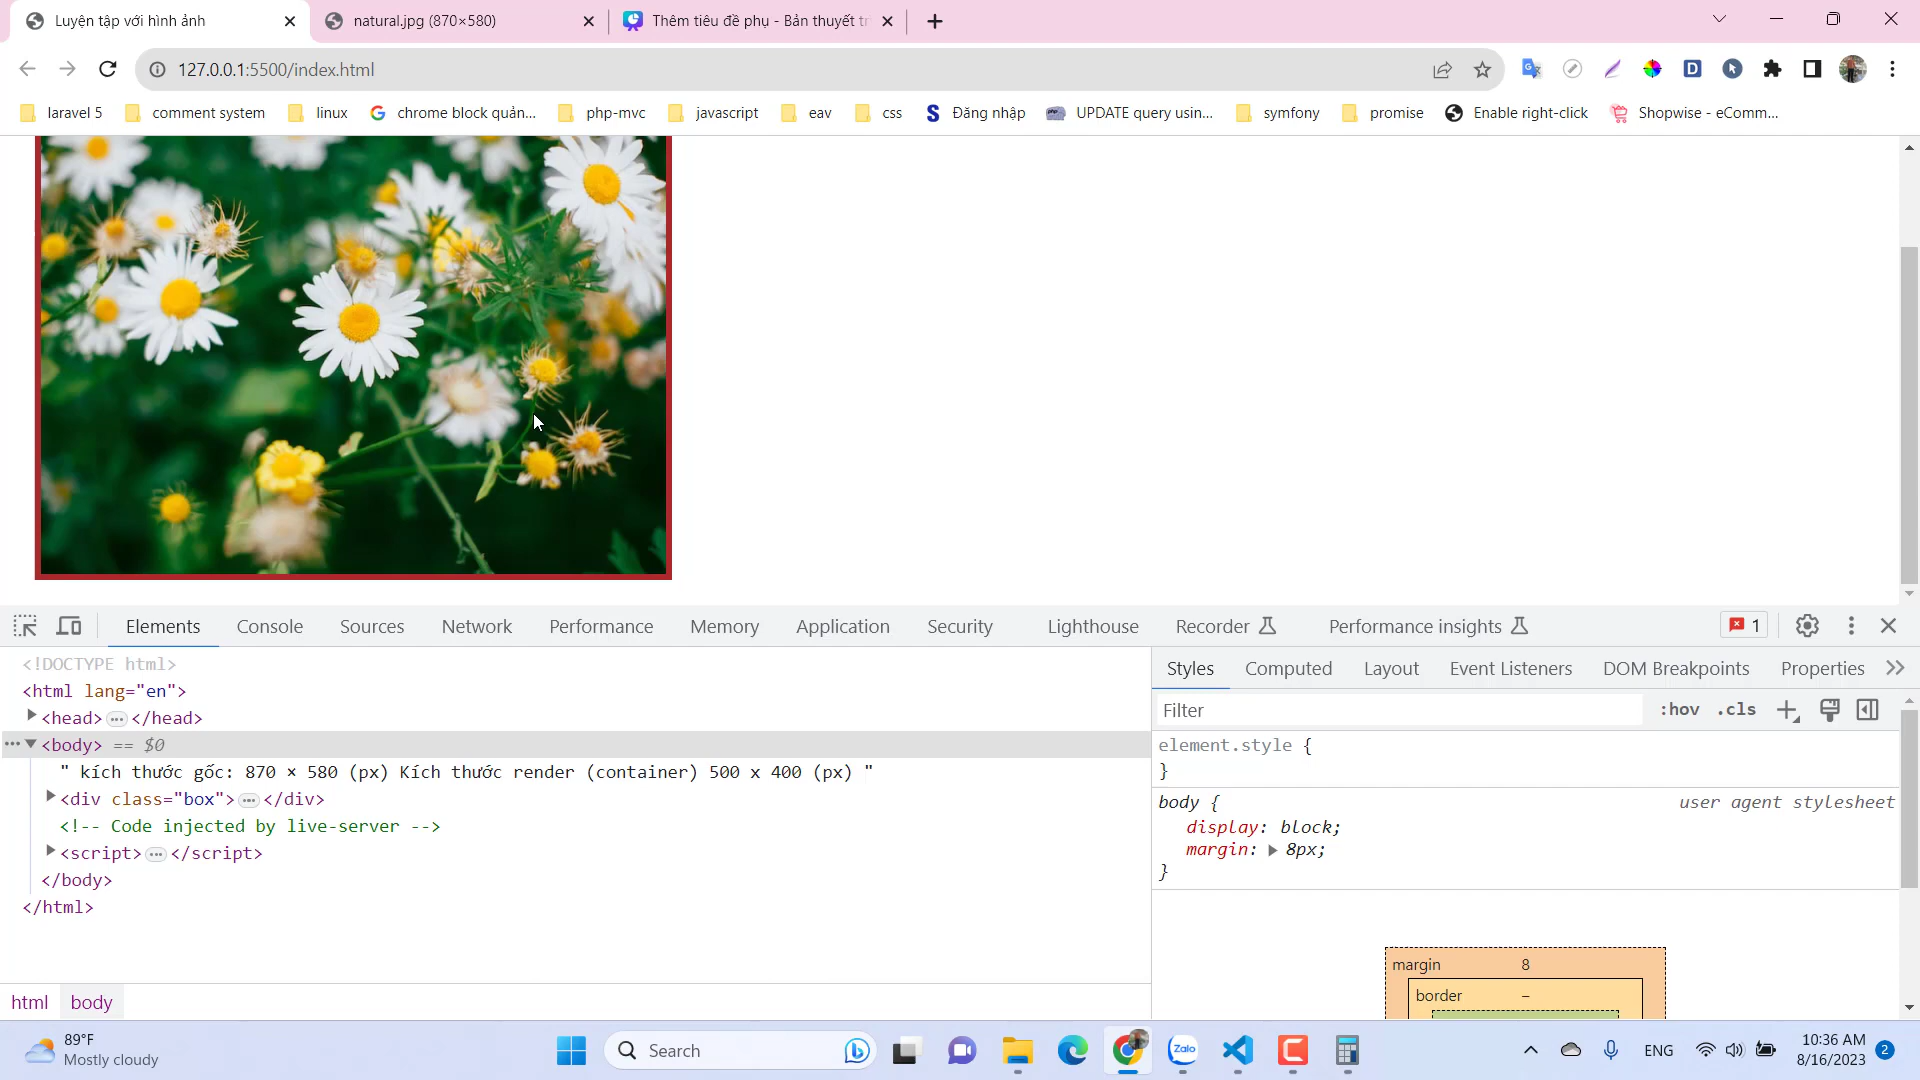 Luyện tập với hình ảnh
natural.jpg (870×580)
Thêm tiêu đề phụ - Bản thuyết tr
127.0.0.1:5500/index.html
laravel 5
comment system
linux
chrome block quản...
php-mvc
javascript
eav
css
Đăng nhập
UPDATE query usin...
symfony
promise
Enable right-click
Shopwise - eComm...
Elements
Console
Sources
Network
Performance
Memory
Application
Security
Lighthouse
Recorder
Performance insights
1
<!DOCTYPE html>
<html lang="en">
<head> ... </head>
<body> == $0
" kích thước gốc: 870 × 580 (px) Kích thước render (container) 500 x 400 (px) "
<div class="box"> ... </div>
<!-- Code injected by live-server -->
<script> ... </script>
</body>
</html>
html
body
Styles
Computed
Layout
Event Listeners
DOM Breakpoints
Properties
Filter
:hov
.cls
element.style {
}
body {
user agent stylesheet
display: block;
margin: 8px;
}
margin
8
border
–
89°F
Mostly cloudy
Search
Zalo
ENG
10:36 AM
8/16/2023
2